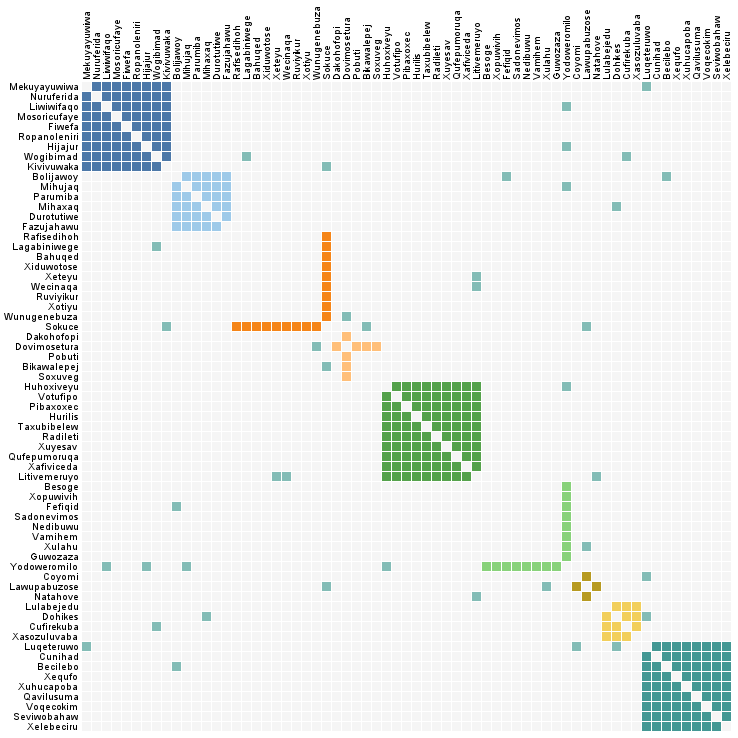 Mekuyayuwiwa
Nuruferida
Liwiwifaqo
Mosoricufaye
Fiwefa
Ropanoleniri
Hijajur
Wogibimad
Kivivuwaka
Bolijawoy
Mihujaq
Parumiba
Mihaxaq
Durotutiwe
Fazujahawu
Rafisedihoh
Lagabiniwege
Bahuqed
Xiduwotose
Xeteyu
Wecinaqa
Ruviyikur
Xotiyu
Wunugenebuza
Sokuce
Dakohofopi
Dovimosetura
Pobuti
Bikawalepej
Soxuveg
Huhoxiveyu
Votufipo
Pibaxoxec
Hurilis
Taxubibelew
Radileti
Xuyesav
Qufepumoruqa
Xafiviceda
Litivemeruyo
Besoge
Xopuwivih
Fefiqid
Sadonevimos
Nedibuwu
Vamihem
Xulahu
Guwozaza
Yodoweromilo
Coyomi
Lawupabuzose
Natahove
Lulabejedu
Dohikes
Cufirekuba
Xasozuluvaba
Luqeteruwo
Cunihad
Becilebo
Xequfo
Xuhucapoba
Qavilusuma
Voqecokim
Seviwobahaw
Xelebeciru
Mekuyayuwiwa
Nuruferida
Liwiwifaqo
Mosoricufaye
Fiwefa
Ropanoleniri
Hijajur
Wogibimad
Kivivuwaka
Bolijawoy
Mihujaq
Parumiba
Mihaxaq
Durotutiwe
Fazujahawu
Rafisedihoh
Lagabiniwege
Bahuqed
Xiduwotose
Xeteyu
Wecinaqa
Ruviyikur
Xotiyu
Wunugenebuza
Sokuce
Dakohofopi
Dovimosetura
Pobuti
Bikawalepej
Soxuveg
Huhoxiveyu
Votufipo
Pibaxoxec
Hurilis
Taxubibelew
Radileti
Xuyesav
Qufepumoruqa
Xafiviceda
Litivemeruyo
Besoge
Xopuwivih
Fefiqid
Sadonevimos
Nedibuwu
Vamihem
Xulahu
Guwozaza
Yodoweromilo
Coyomi
Lawupabuzose
Natahove
Lulabejedu
Dohikes
Cufirekuba
Xasozuluvaba
Luqeteruwo
Cunihad
Becilebo
Xequfo
Xuhucapoba
Qavilusuma
Voqecokim
Seviwobahaw
Xelebeciru